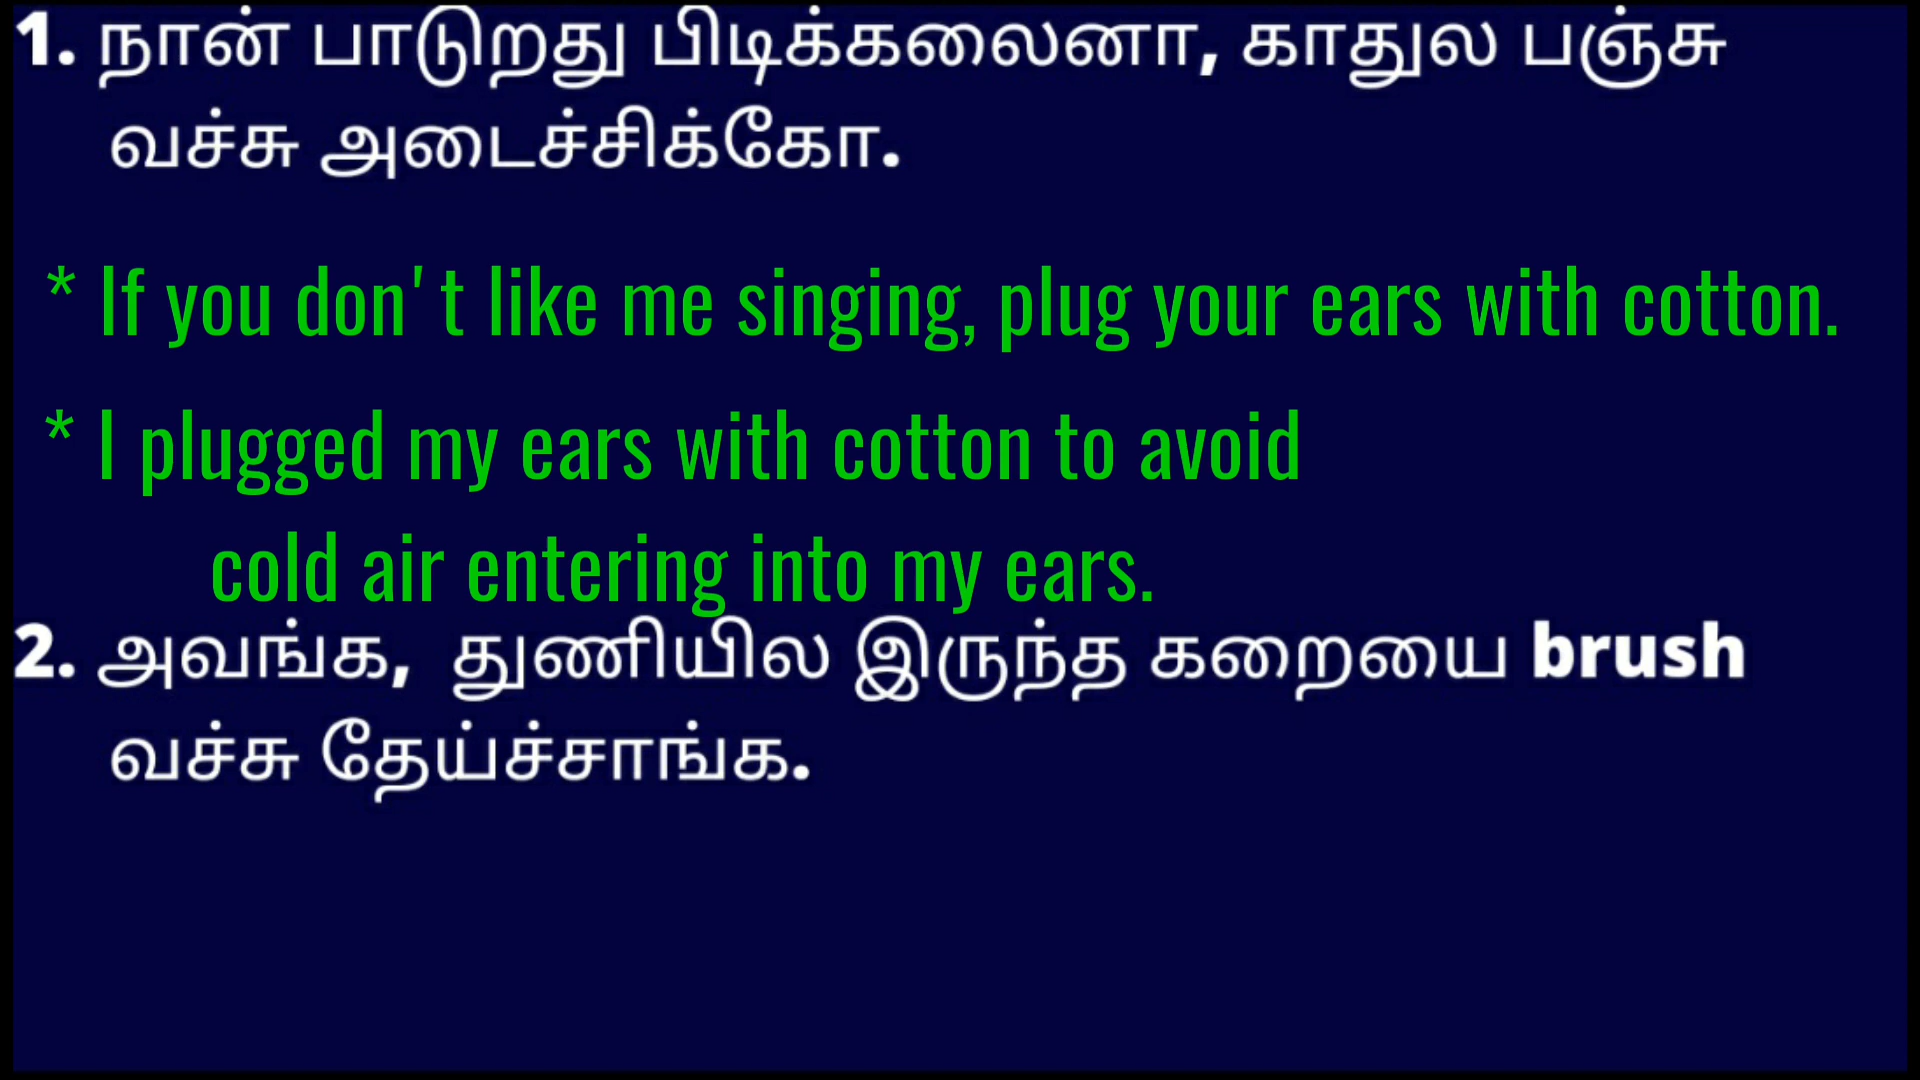 1. நான் பாடுறது பிடிக்கலைனா, காதுல பஞ்சு
வச்சு அடைச்சிக்கோ.
* If you don't like me singing, plug your ears with cotton.
* I plugged my ears with cotton to avoid
cold air entering into my ears.
2. அவங்க, துணியில இருந்த கறையை brush
வச்சு தேய்ச்சாங்க.